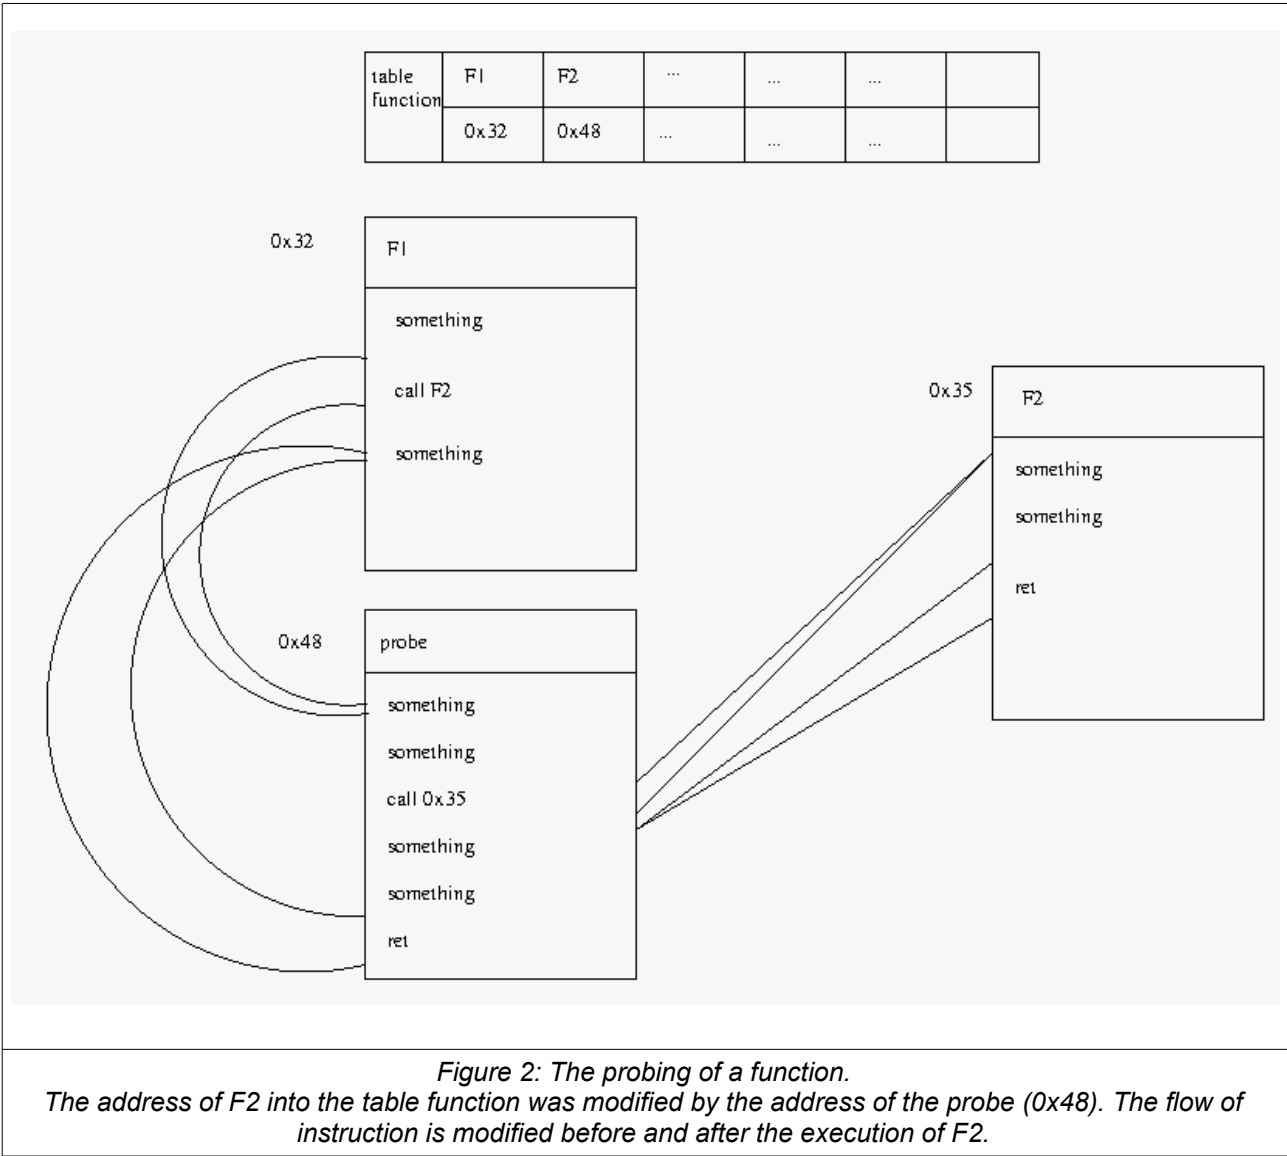 table function F1 F2 ... ... ...
0x32 0x48 ... ... ...
0x32
F1
something
call F2
something
0x35
F2
something
something
ret
0x48
probe
something
something
call 0x35
something
something
ret
Figure 2: The probing of a function.
The address of F2 into the table function was modified by the address of the probe (0x48). The flow of
instruction is modified before and after the execution of F2.